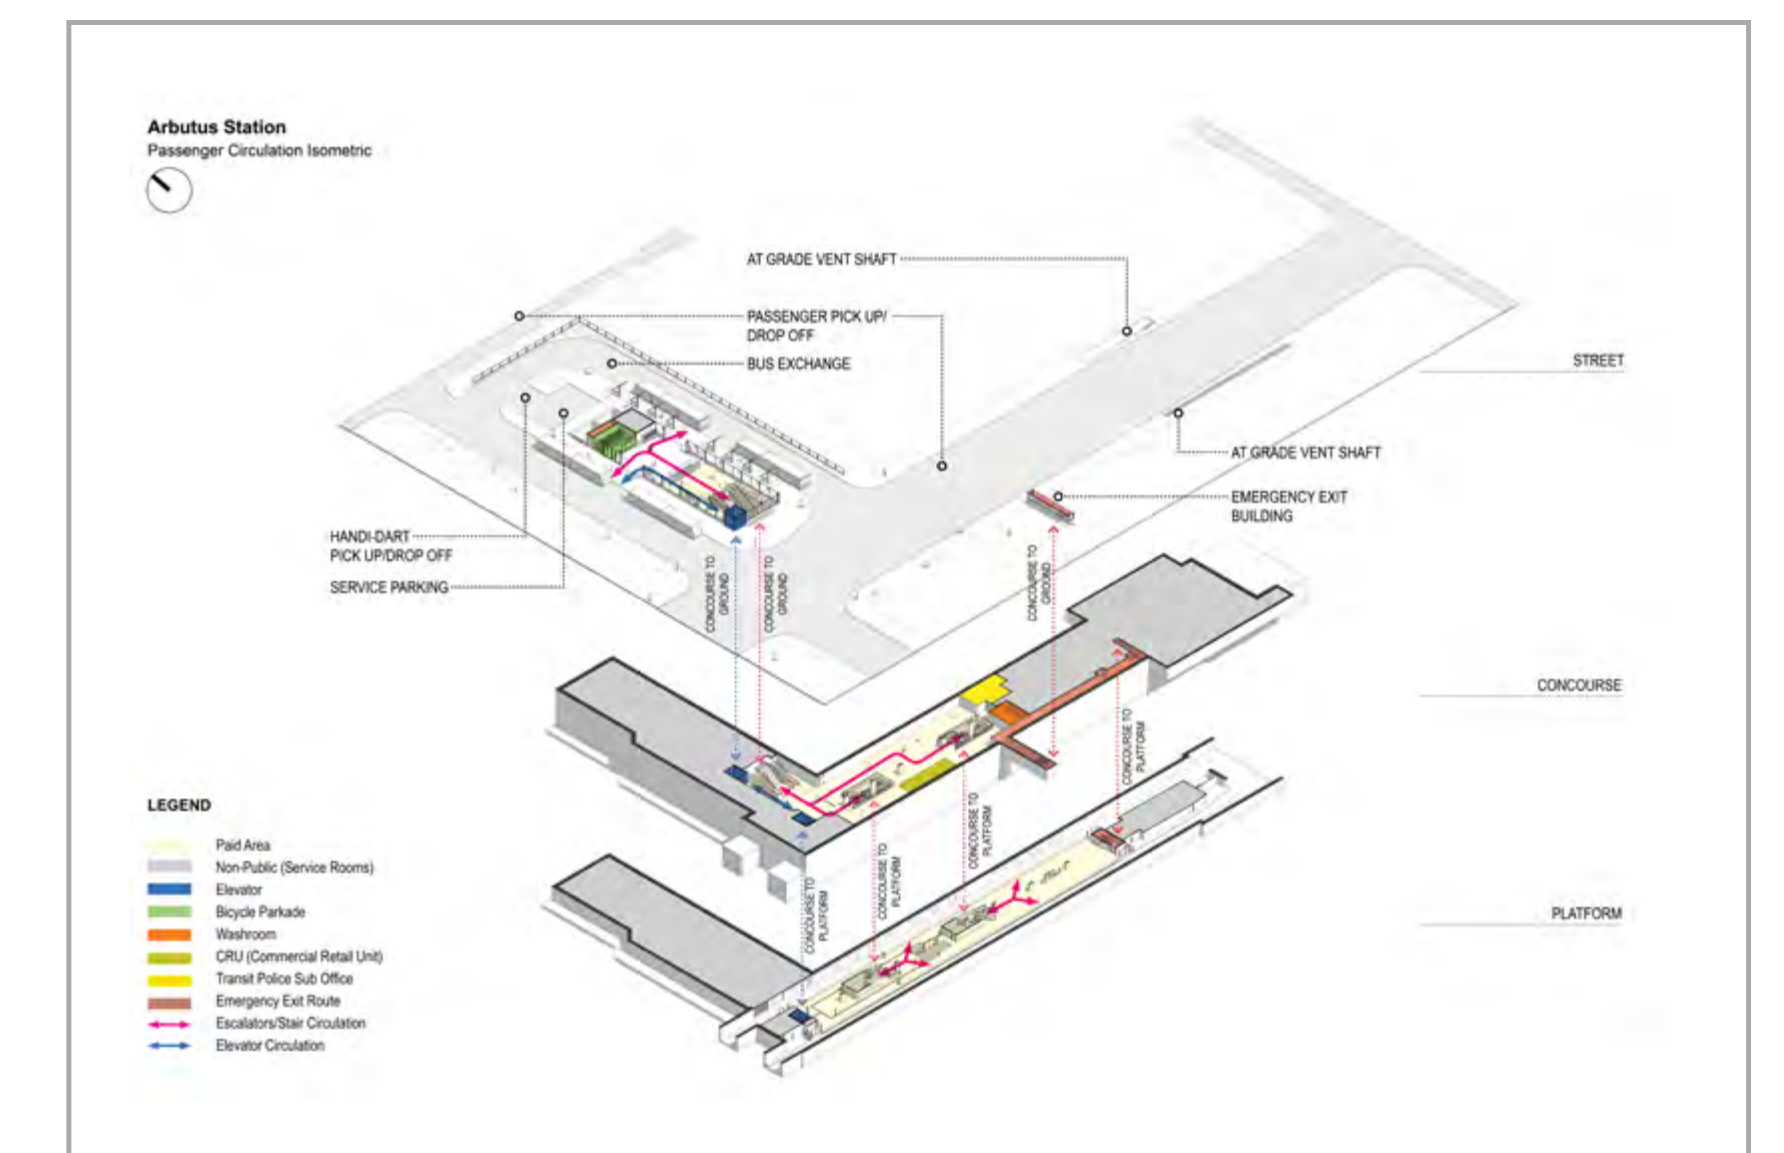 Arbutus Station
Passenger Circulation Isometric
AT GRADE VENT SHAFT
PASSENGER PICK UP/
DROP OFF
BUS EXCHANGE
STREET
AT GRADE VENT SHAFT
EMERGENCY EXIT
BUILDING
HANDI-DART
PICK UP/DROP OFF
SERVICE PARKING
CONCOURSE TO
GROUND
CONCOURSE TO
GROUND
CONCOURSE TO
GROUND
CONCOURSE
CONCOURSE TO
PLATFORM
CONCOURSE TO
PLATFORM
CONCOURSE TO
PLATFORM
CONCOURSE TO
PLATFORM
PLATFORM
LEGEND
Paid Area
Non-Public (Service Rooms)
Elevator
Bicycle Parkade
Washroom
CRU (Commercial Retail Unit)
Transit Police Sub Office
Emergency Exit Route
Escalators/Stair Circulation
Elevator Circulation